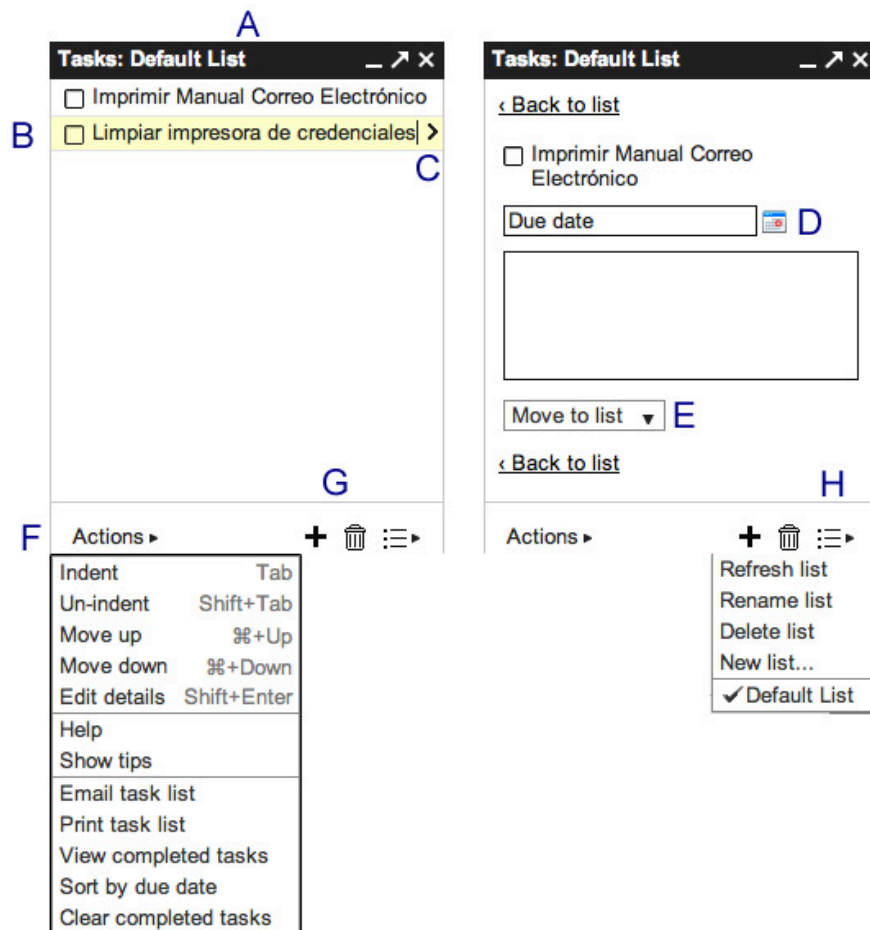 A
Tasks: Default List
Imprimir Manual Correo Electrónico
B
Limpiar impresora de credenciales
C
G
F
Actions
Indent Tab
Un-indent Shift+Tab
Move up ⌘+Up
Move down ⌘+Down
Edit details Shift+Enter
Help
Show tips
Email task list
Print task list
View completed tasks
Sort by due date
Clear completed tasks
Tasks: Default List
‹ Back to list
Imprimir Manual Correo
Electrónico
Due date
D
Move to list
E
‹ Back to list
H
Actions
Refresh list
Rename list
Delete list
New list...
✓ Default List